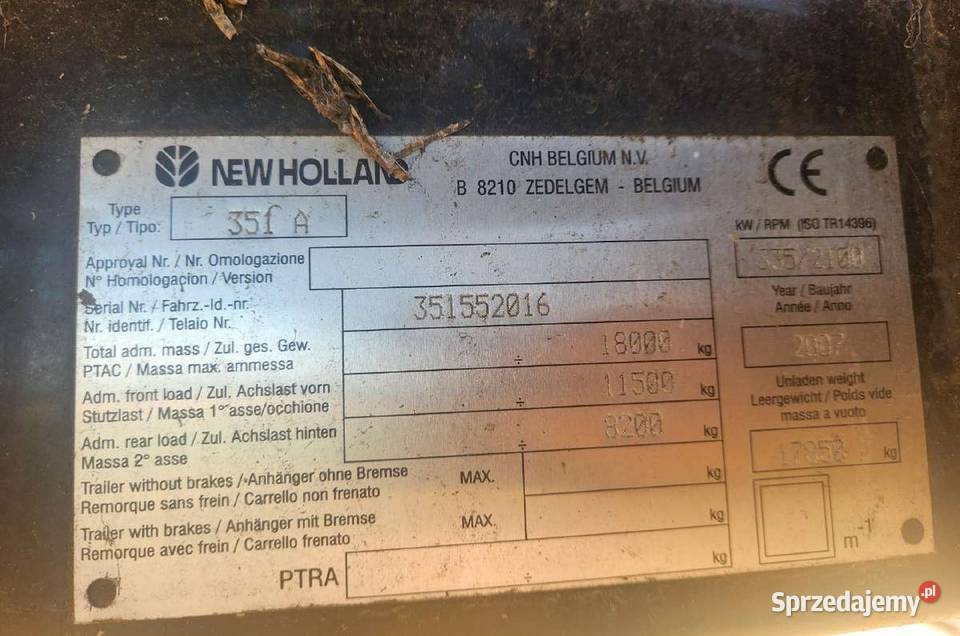 NEW HOLLAND
CNH BELGIUM N.V.
B 8210 ZEDELGEM - BELGIUM
CE
Type
Typ / Tipo:
35f A
kW / RPM (ISO TR14396)
335/2100
Approval Nr. / Nr. Omologazione
N° Homologacion / Version
Serial Nr. / Fahrz.-Id.-nr.
Nr. identif. / Telaio Nr.
351552016
Year / Baujahr
Année / Anno
2007
Total adm. mass / Zul. ges. Gew.
PTAC / Massa max. ammessa
÷ 18000 kg
Adm. front load / Zul. Achslast vorn
Stutzlast / Massa 1° asse/occhione
÷ 11500 kg
Unladen weight
Leergewicht / Poids vide
massa a vuoto
17850 kg
Adm. rear load / Zul. Achslast hinten
Massa 2° asse
÷ 8200 kg
Trailer without brakes / Anhänger ohne Bremse
Remorque sans frein / Carrello non frenato
MAX. kg
Trailer with brakes / Anhänger mit Bremse
Remorque avec frein / Carrello frenato
MAX. kg
m⁻¹
PTRA ÷ kg
Sprzedajemy.pl